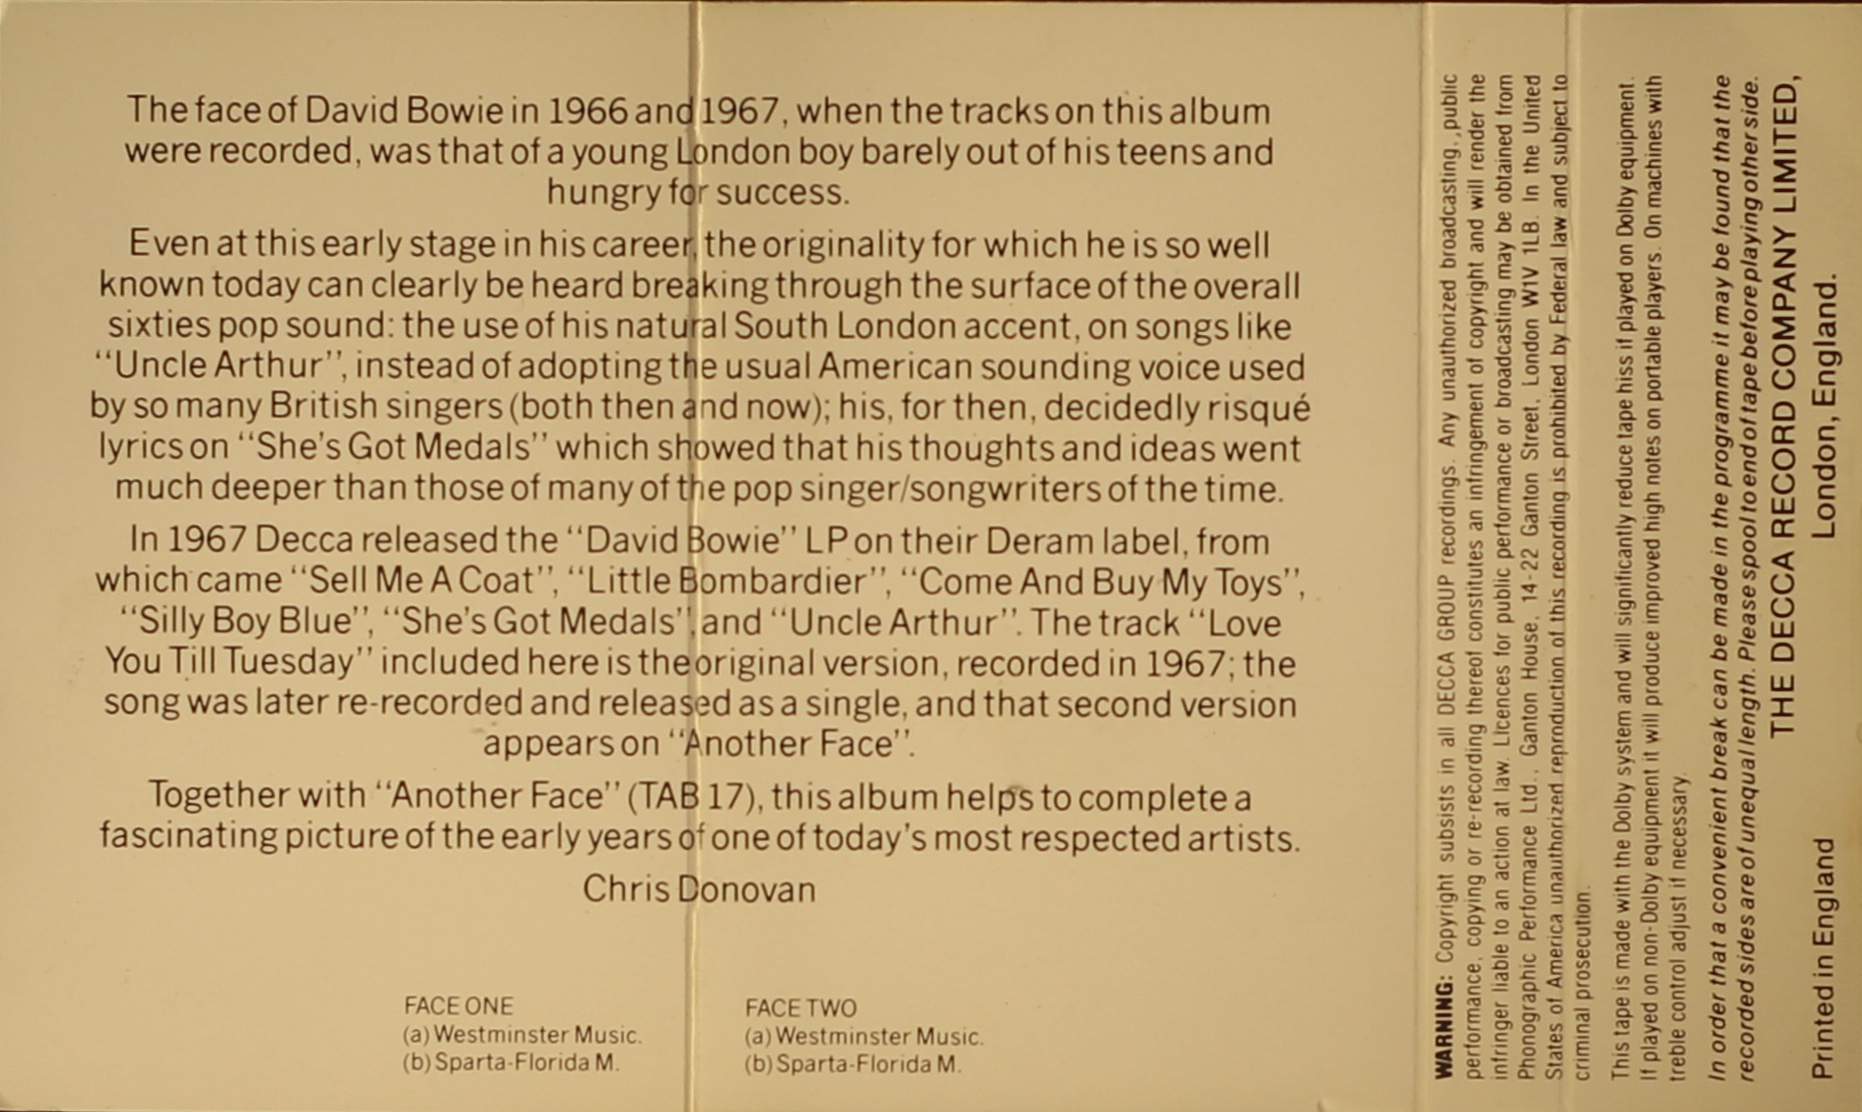 The face of David Bowie in 1966 and 1967, when the tracks on this album
were recorded, was that of a young London boy barely out of his teens and
hungry for success.
Even at this early stage in his career, the originality for which he is so well
known today can clearly be heard breaking through the surface of the overall
sixties pop sound: the use of his natural South London accent, on songs like
“Uncle Arthur”, instead of adopting the usual American sounding voice used
by so many British singers (both then and now); his, for then, decidedly risqué
lyrics on “She’s Got Medals” which showed that his thoughts and ideas went
much deeper than those of many of the pop singer/songwriters of the time.
In 1967 Decca released the “David Bowie” LP on their Deram label, from
which came “Sell Me A Coat”, “Little Bombardier”, “Come And Buy My Toys”,
“Silly Boy Blue”, “She’s Got Medals”, and “Uncle Arthur”. The track “Love
You Till Tuesday” included here is the original version, recorded in 1967; the
song was later re-recorded and released as a single, and that second version
appears on “Another Face”.
Together with “Another Face” (TAB 17), this album helps to complete a
fascinating picture of the early years of one of today’s most respected artists.
Chris Donovan
FACE ONE
(a) Westminster Music.
(b) Sparta-Florida M.
FACE TWO
(a) Westminster Music.
(b) Sparta-Florida M.
WARNING: Copyright subsists in all DECCA GROUP recordings. Any unauthorized broadcasting, public
performance, copying or re-recording thereof constitutes an infringement of copyright and will render the
infringer liable to an action at law. Licences for public performance or broadcasting may be obtained from
Phonographic Performance Ltd., Ganton House, 14-22 Ganton Street, London W1V 1LB. In the United
States of America unauthorized reproduction of this recording is prohibited by Federal law and subject to
criminal prosecution.
This tape is made with the Dolby system and will significantly reduce tape hiss if played on Dolby equipment.
If played on non-Dolby equipment it will produce improved high notes on portable players. On machines with
treble control adjust if necessary.
In order that a convenient break can be made in the programme it may be found that the
recorded sides are of unequal length. Please spool to end of tape before playing other side.
THE DECCA RECORD COMPANY LIMITED,
Printed in England London, England.